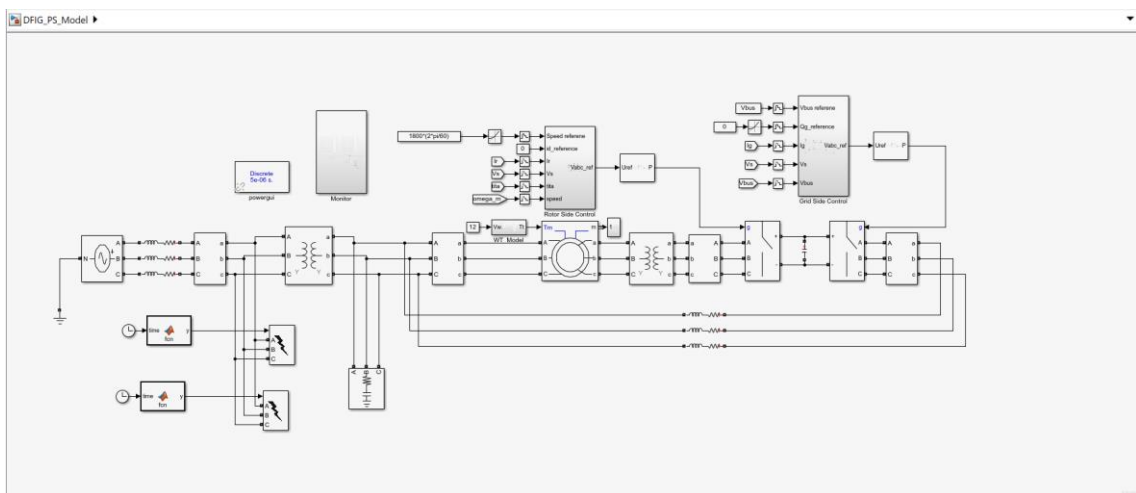 DFIG_PS_Model
Discrete
5e-06 s.
powergui
Monitor
1800*(2*pi/60)
0
Ir
Vs
tita
omega_m
Speed referene
id_reference
Ir
Vs
tita
speed
Vabc_ref
Rotor Side Control
Uref
P
Vbus
0
Ig
Vs
Vbus
Vbus referene
Qg_reference
Ig
Vs
Vbus
Vabc_ref
Grid Side Control
Uref
P
12
Vw
Tt
WT_Model
Tm
m
N
A
B
C
A
B
C
a
b
c
A
B
C
a
b
c
Y
Y
A
B
C
a
b
c
A
B
C
a
b
c
A
B
C
a
b
c
Y
Y
A
B
C
a
b
c
g
A
B
C
+
-
g
+
-
A
B
C
A
B
C
a
b
c
time
y
fcn
A
B
C
A
B
C
time
y
fcn
A
B
C